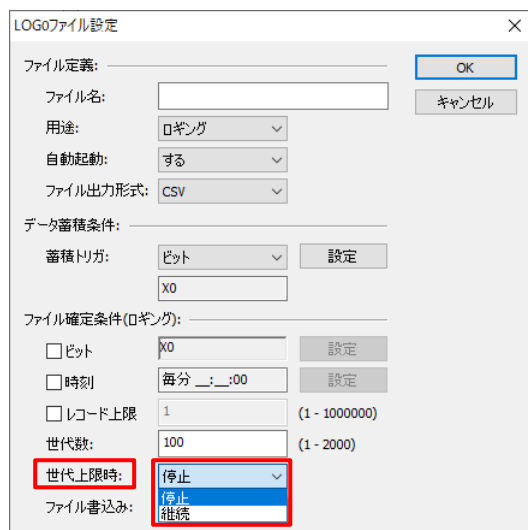 LOG0ファイル設定
ファイル定義:
OK
ファイル名:
キャンセル
用途: ロギング
自動起動: する
ファイル出力形式: CSV
データ蓄積条件:
蓄積トリガ: ビット 設定
X0
ファイル確定条件(ロギング):
ビット X0 設定
時刻 毎分 __:__:00 設定
レコード上限 1 (1 - 1000000)
世代数: 100 (1 - 2000)
世代上限時: 停止
停止
ファイル書込み: 継続